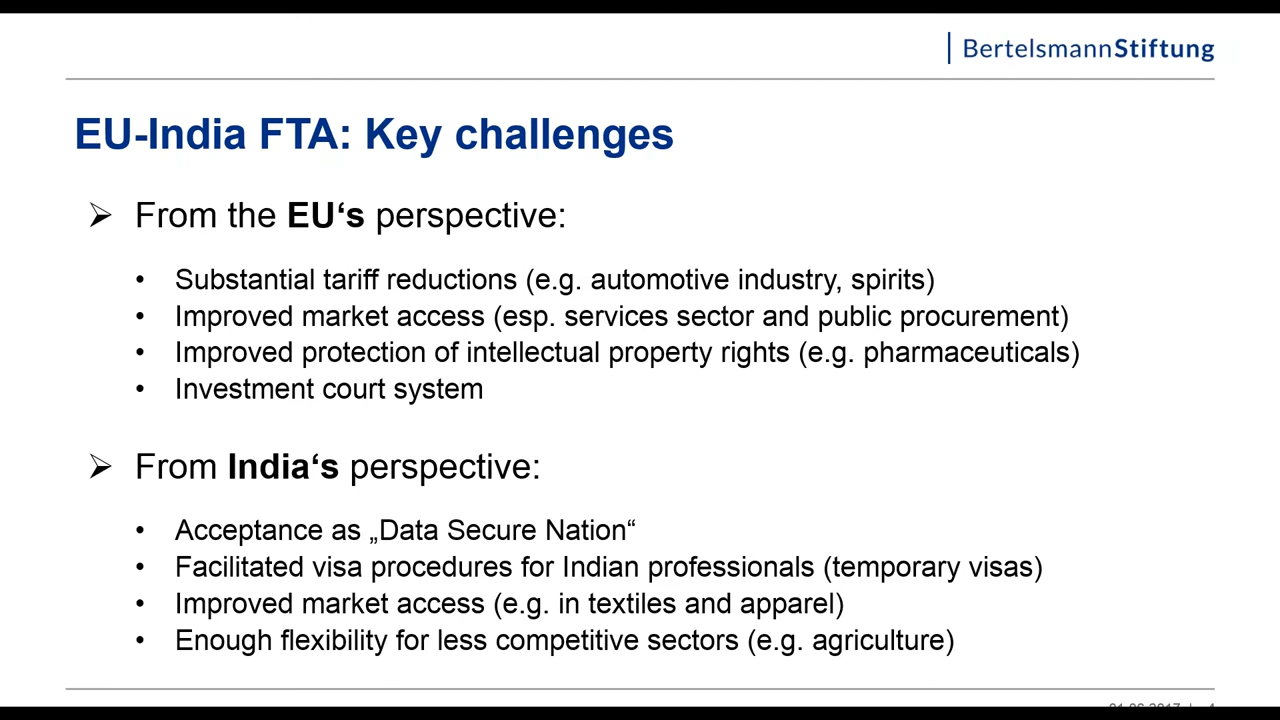 BertelsmannStiftung
EU-India FTA: Key challenges
➢ From the EU‘s perspective:
• Substantial tariff reductions (e.g. automotive industry, spirits)
• Improved market access (esp. services sector and public procurement)
• Improved protection of intellectual property rights (e.g. pharmaceuticals)
• Investment court system
➢ From India‘s perspective:
• Acceptance as „Data Secure Nation“
• Facilitated visa procedures for Indian professionals (temporary visas)
• Improved market access (e.g. in textiles and apparel)
• Enough flexibility for less competitive sectors (e.g. agriculture)